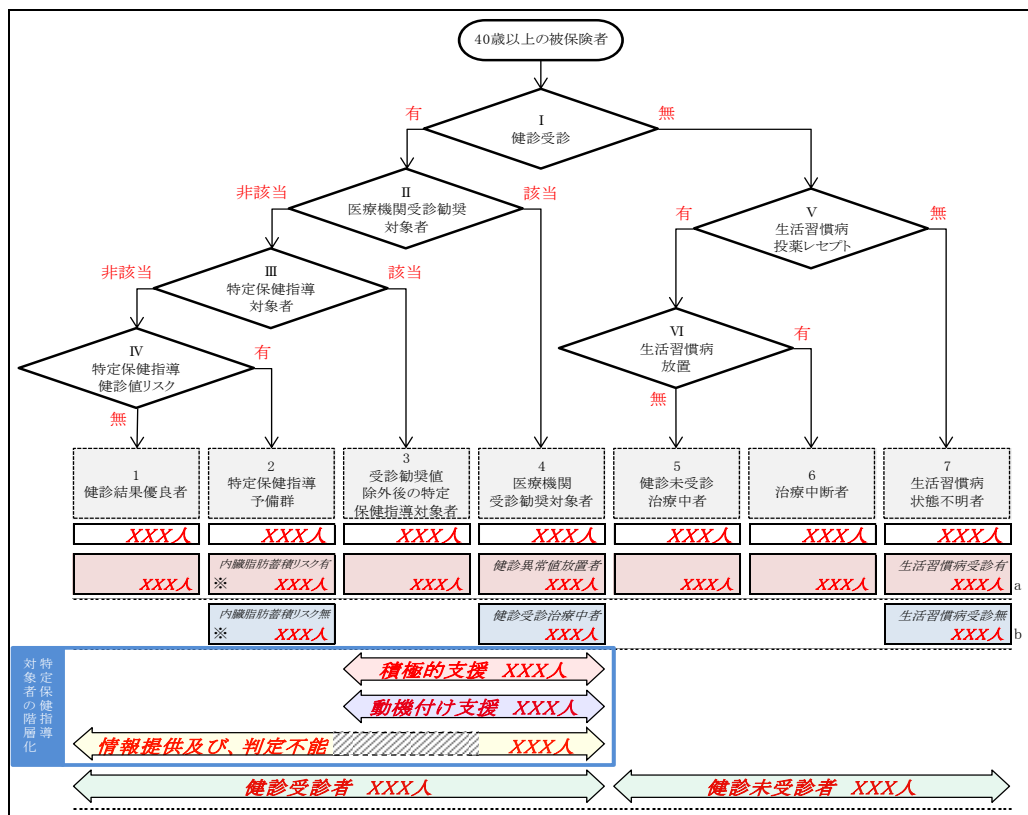 40歳以上の被保険者
Ⅰ
健診受診
有
無
Ⅱ
医療機関受診勧奨
対象者
非該当
該当
Ⅴ
生活習慣病
投薬レセプト
有
無
Ⅲ
特定保健指導
対象者
非該当
該当
Ⅳ
特定保健指導
健診値リスク
有
無
Ⅵ
生活習慣病
放置
有
無
1
健診結果優良者
2
特定保健指導
予備群
3
受診勧奨値
除外後の特定
保健指導対象者
4
医療機関
受診勧奨対象者
5
健診未受診
治療中者
6
治療中断者
7
生活習慣病
状態不明者
XXX人
XXX人
XXX人
XXX人
XXX人
XXX人
XXX人
XXX人
内臓脂肪蓄積リスク有
※ XXX人
XXX人
健診異常値放置者
XXX人
XXX人
XXX人
生活習慣病受診有
XXX人
a
内臓脂肪蓄積リスク無
※ XXX人
健診受診治療中者
XXX人
生活習慣病受診無
XXX人
b
特定保健指導
対象者の階層化
積極的支援 XXX人
動機付け支援 XXX人
情報提供及び、判定不能 XXX人
健診受診者 XXX人
健診未受診者 XXX人